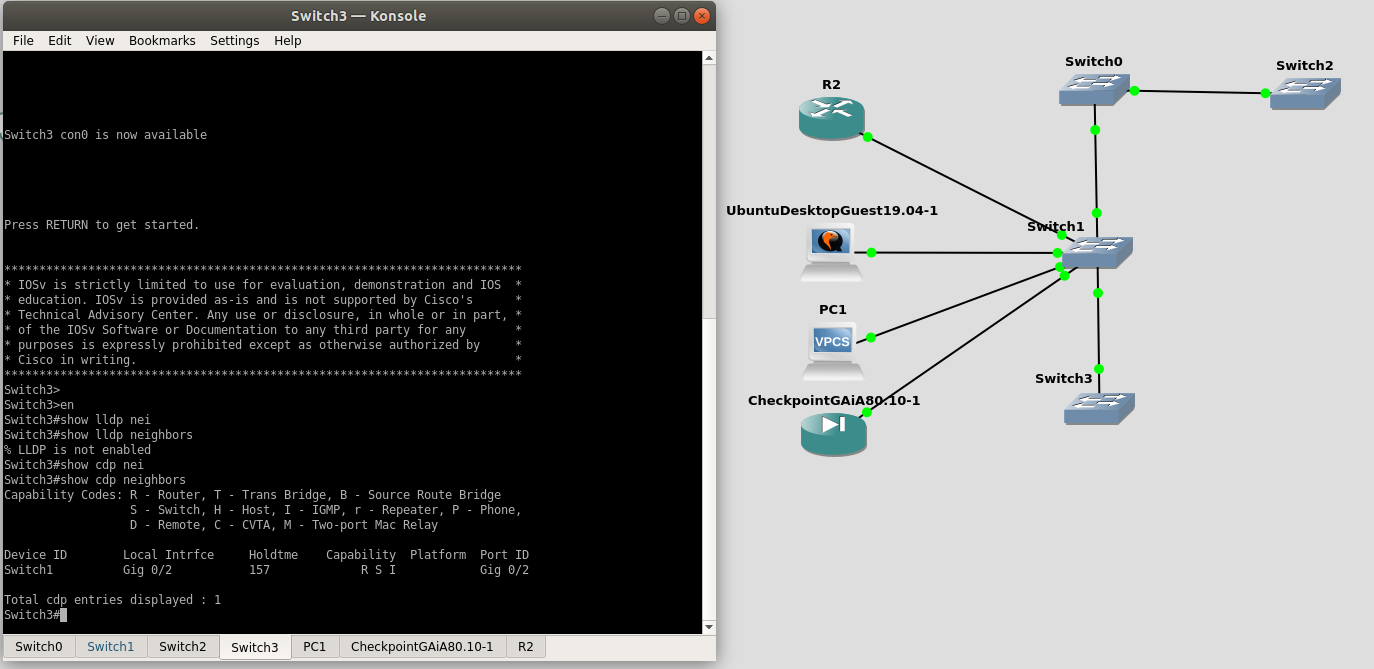 Switch3 — Konsole
File Edit View Bookmarks Settings Help
Switch3 con0 is now available
Press RETURN to get started.
**************************************************************************
* IOSv is strictly limited to use for evaluation, demonstration and IOS  *
* education. IOSv is provided as-is and is not supported by Cisco's      *
* Technical Advisory Center. Any use or disclosure, in whole or in part, *
* of the IOSv Software or Documentation to any third party for any       *
* purposes is expressly prohibited except as otherwise authorized by     *
* Cisco in writing.                                                      *
**************************************************************************
Switch3>
Switch3>en
Switch3#show lldp nei
Switch3#show lldp neighbors
% LLDP is not enabled
Switch3#show cdp nei
Switch3#show cdp neighbors
Capability Codes: R - Router, T - Trans Bridge, B - Source Route Bridge
                  S - Switch, H - Host, I - IGMP, r - Repeater, P - Phone,
                  D - Remote, C - CVTA, M - Two-port Mac Relay
Device ID        Local Intrfce     Holdtme    Capability  Platform  Port ID
Switch1          Gig 0/2           157             R S I            Gig 0/2
Total cdp entries displayed : 1
Switch3#
Switch0 Switch1 Switch2 Switch3 PC1 CheckpointGAiA80.10-1 R2
Switch0
Switch2
R2
UbuntuDesktopGuest19.04-1
Switch1
PC1
VPCS
Switch3
CheckpointGAiA80.10-1